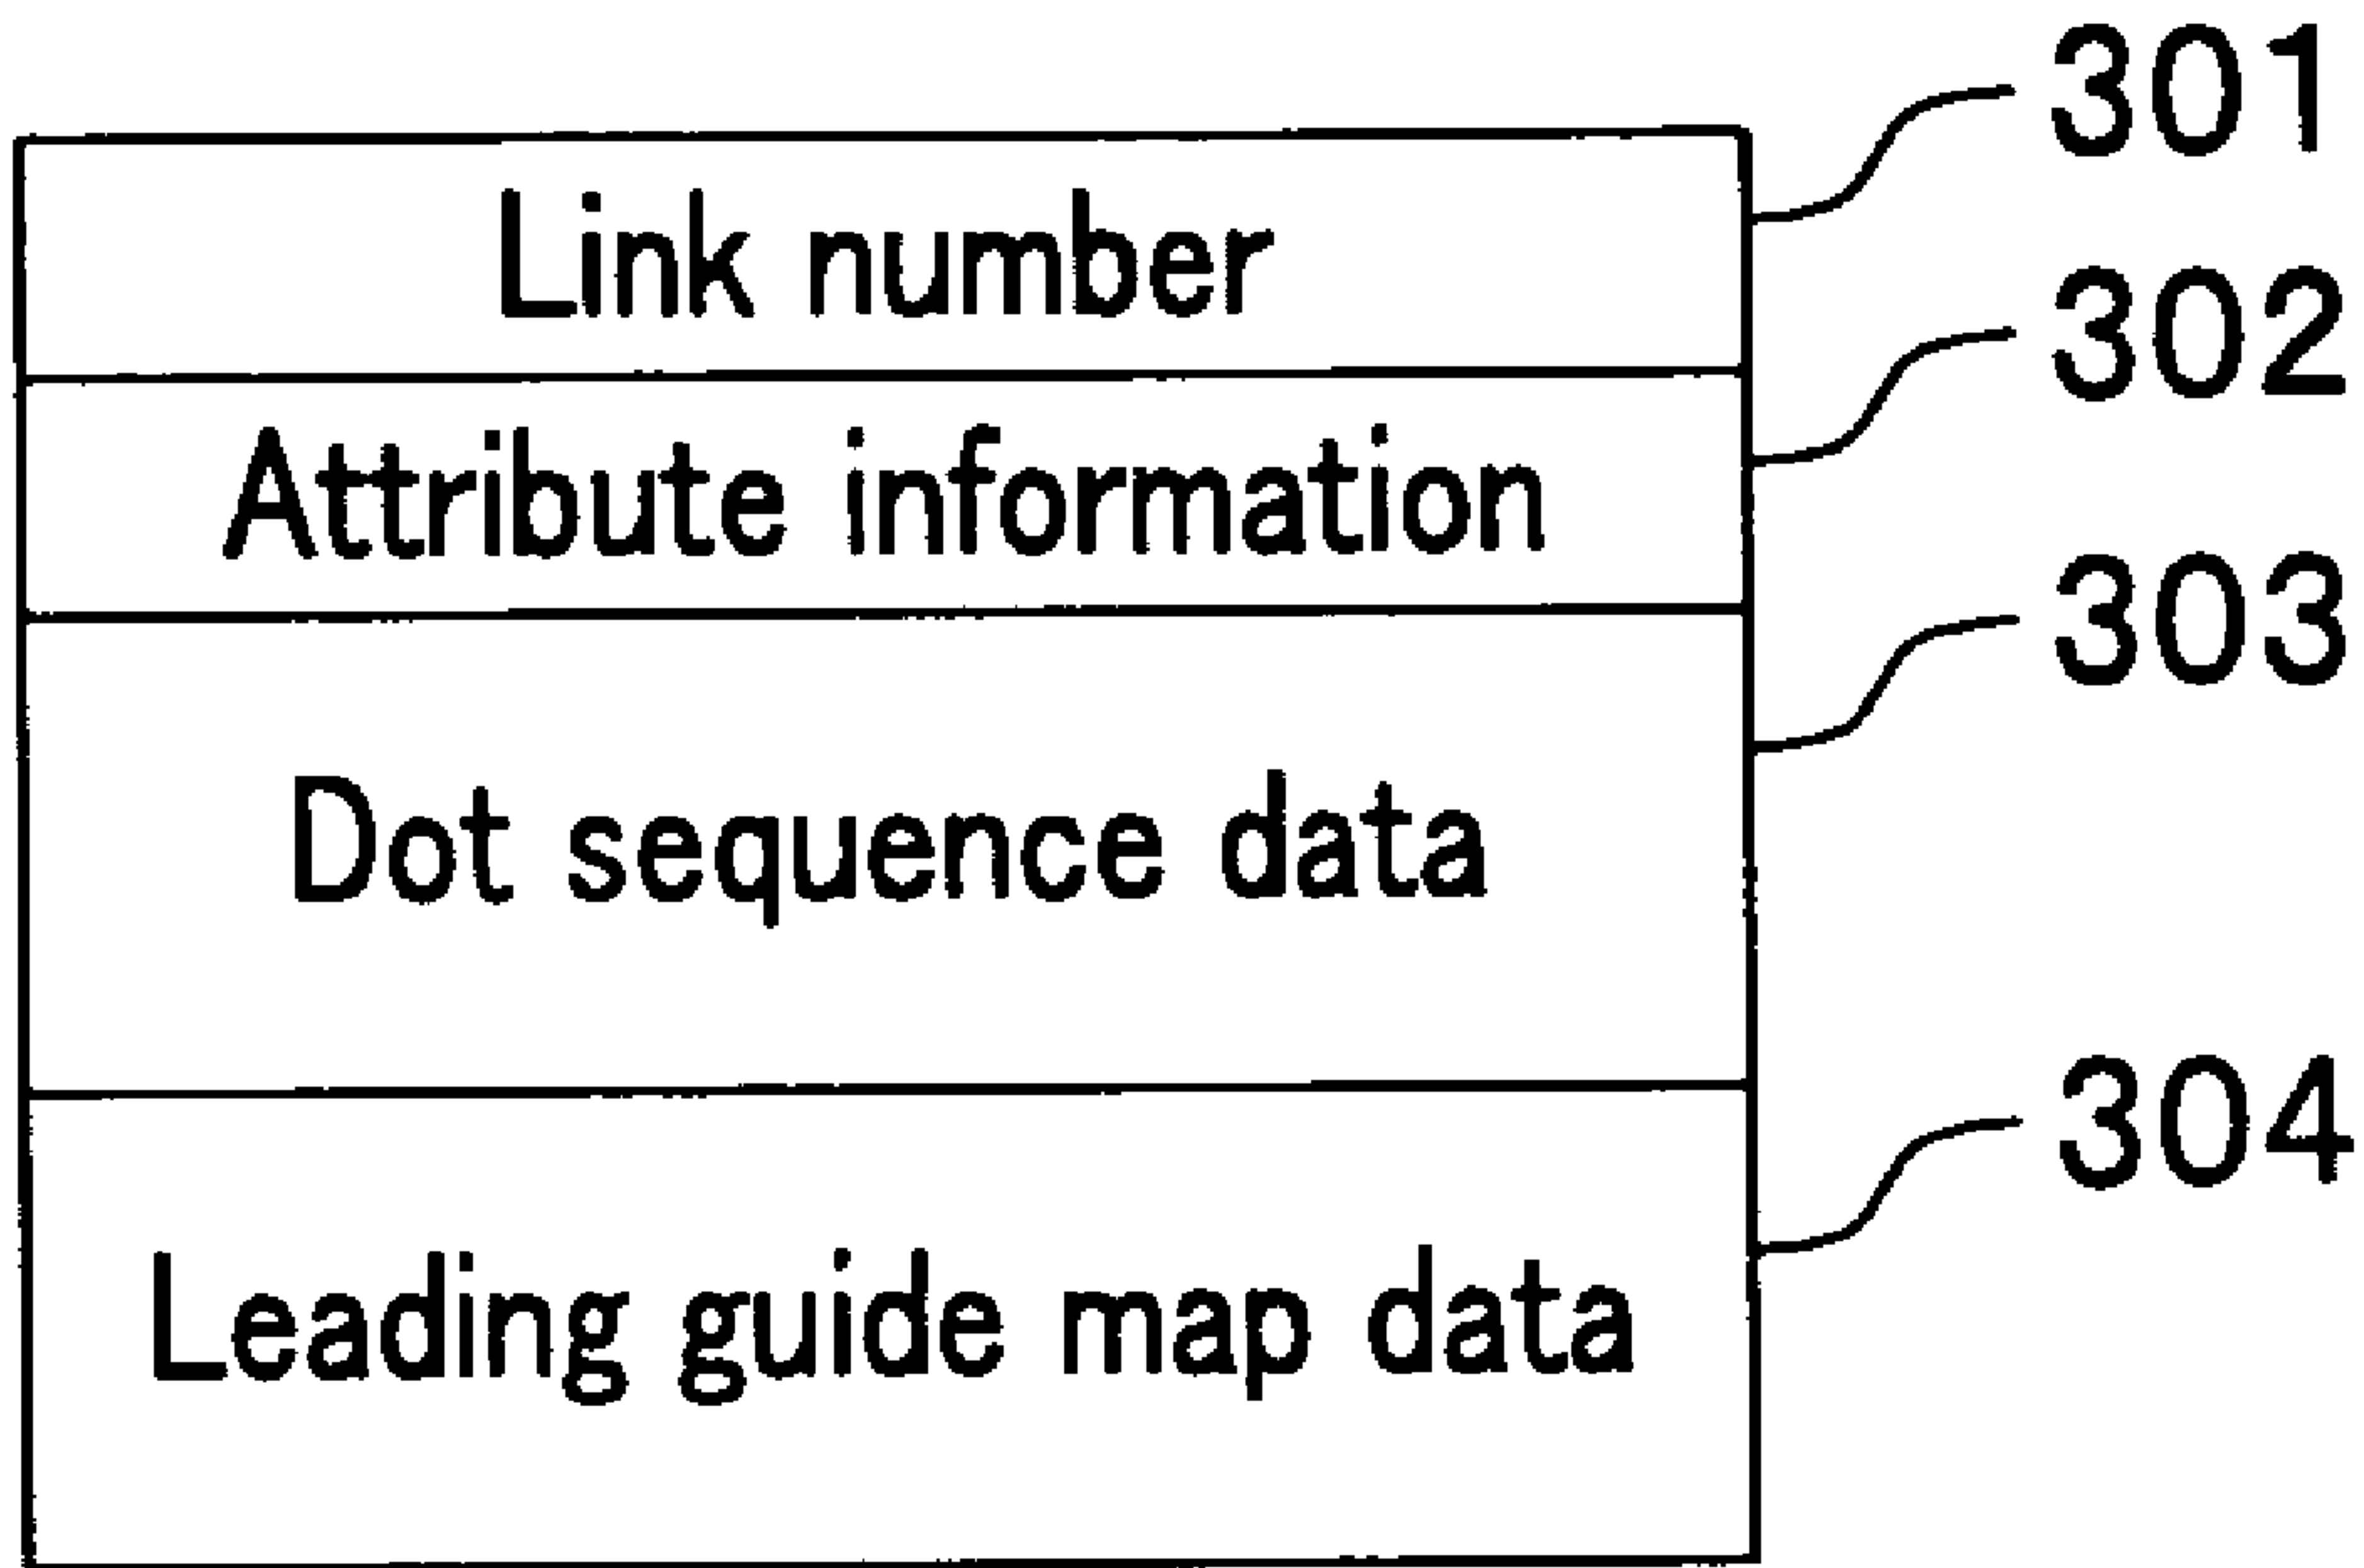 301
Link number
302
Attribute information
303
Dot sequence data
304
Leading guide map data